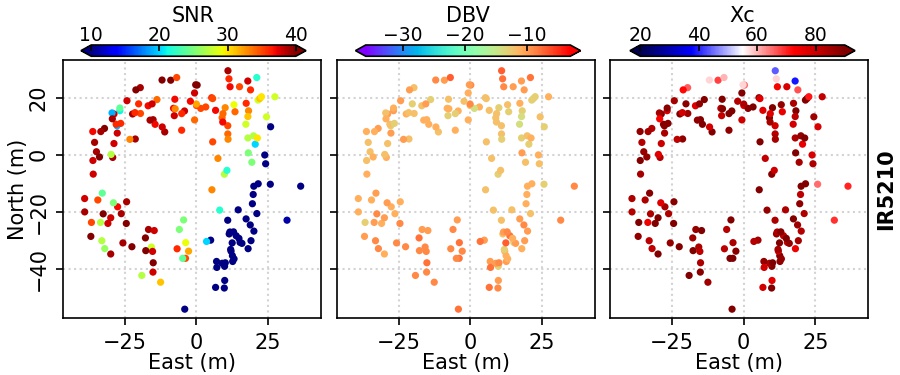 SNR
DBV
Xc
10 20 30 40
−30 −20 −10
20 40 60 80
North (m)
20
0
−20
−40
−25 0 25
−25 0 25
−25 0 25
East (m)
East (m)
East (m)
IR5210